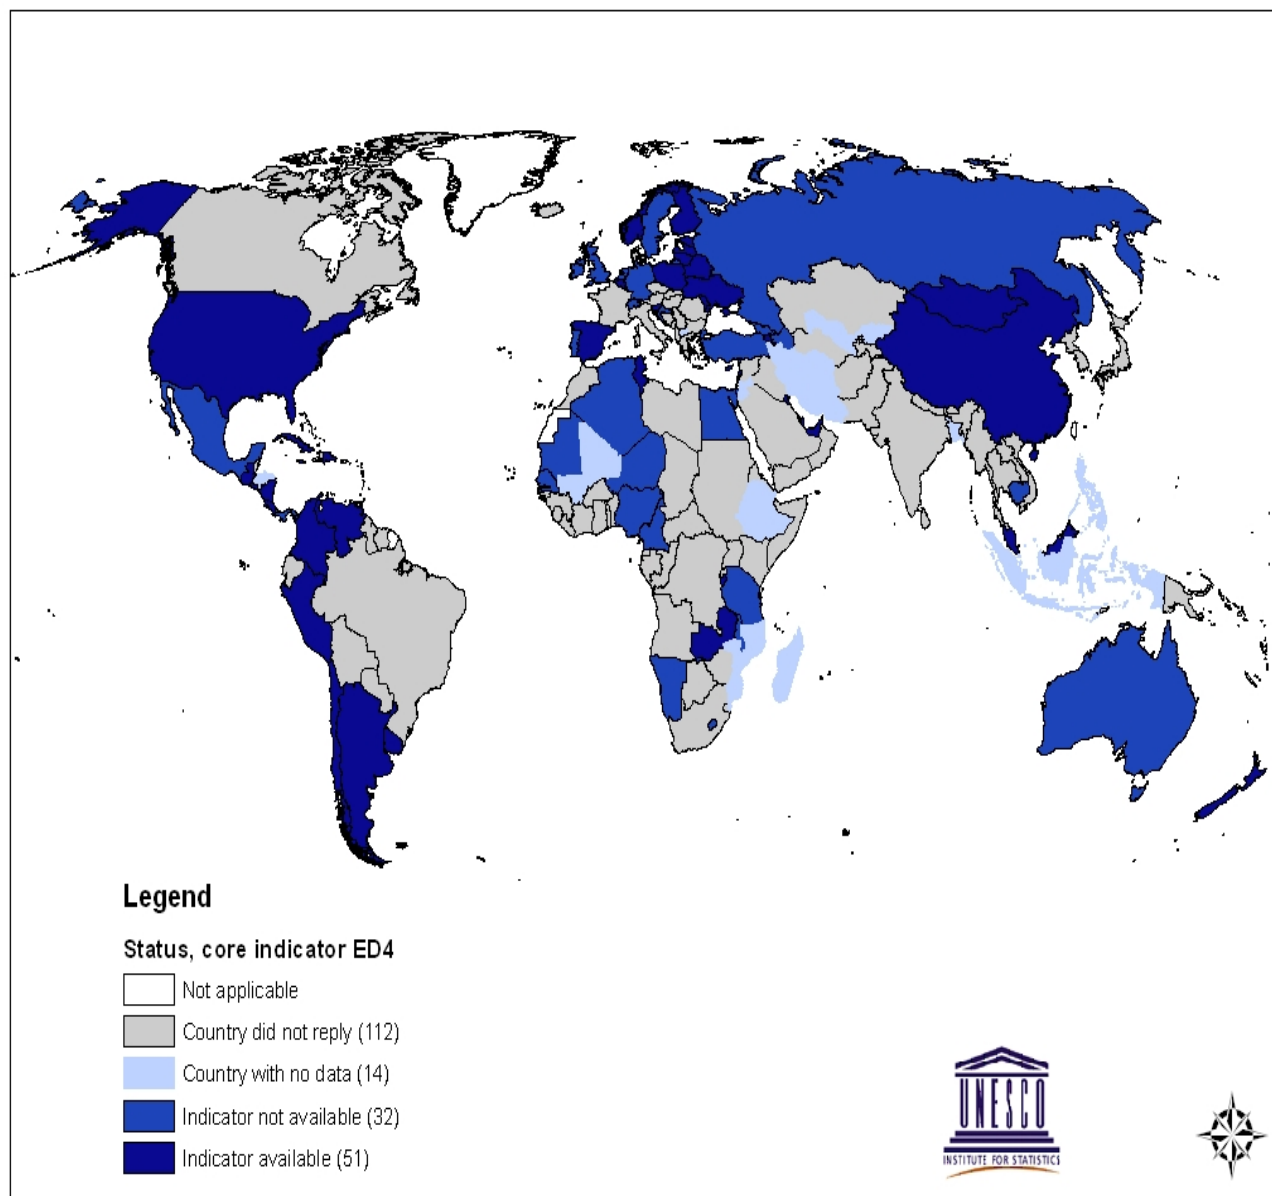 Legend
Status, core indicator ED4
Not applicable
Country did not reply (112)
Country with no data (14)
Indicator not available (32)
Indicator available (51)
UNESCO
INSTITUTE FOR STATISTICS